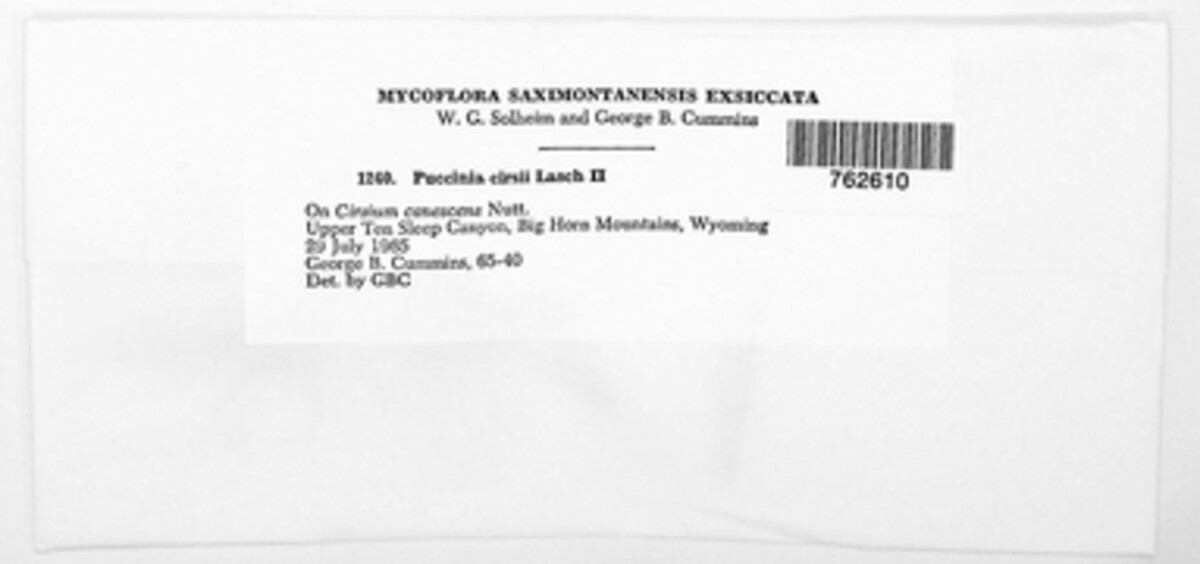 MYCOFLORA SAXIMONTANENSIS EXSICCATA
W. G. Solheim and George B. Cummins
762610
1260. Puccinia cirsii Lasch II
On Cirsium canescens Nutt.
Upper Ten Sleep Canyon, Big Horn Mountains, Wyoming
29 July 1965
George B. Cummins, 65-40
Det. by GBC